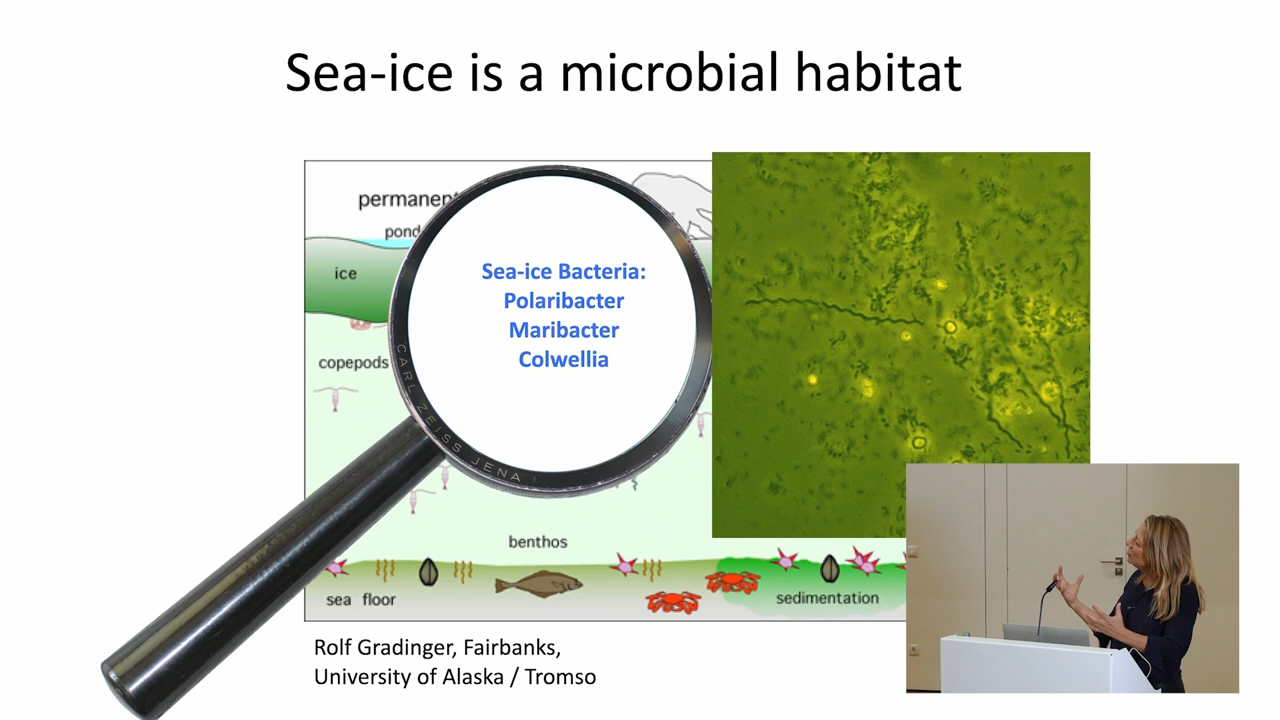 Sea-ice is a microbial habitat
permanent
pond
ice
Sea-ice Bacteria:
Polaribacter
Maribacter
Colwellia
copepods
CARL ZEISS JENA
benthos
sea floor
sedimentation
Rolf Gradinger, Fairbanks,
University of Alaska / Tromso